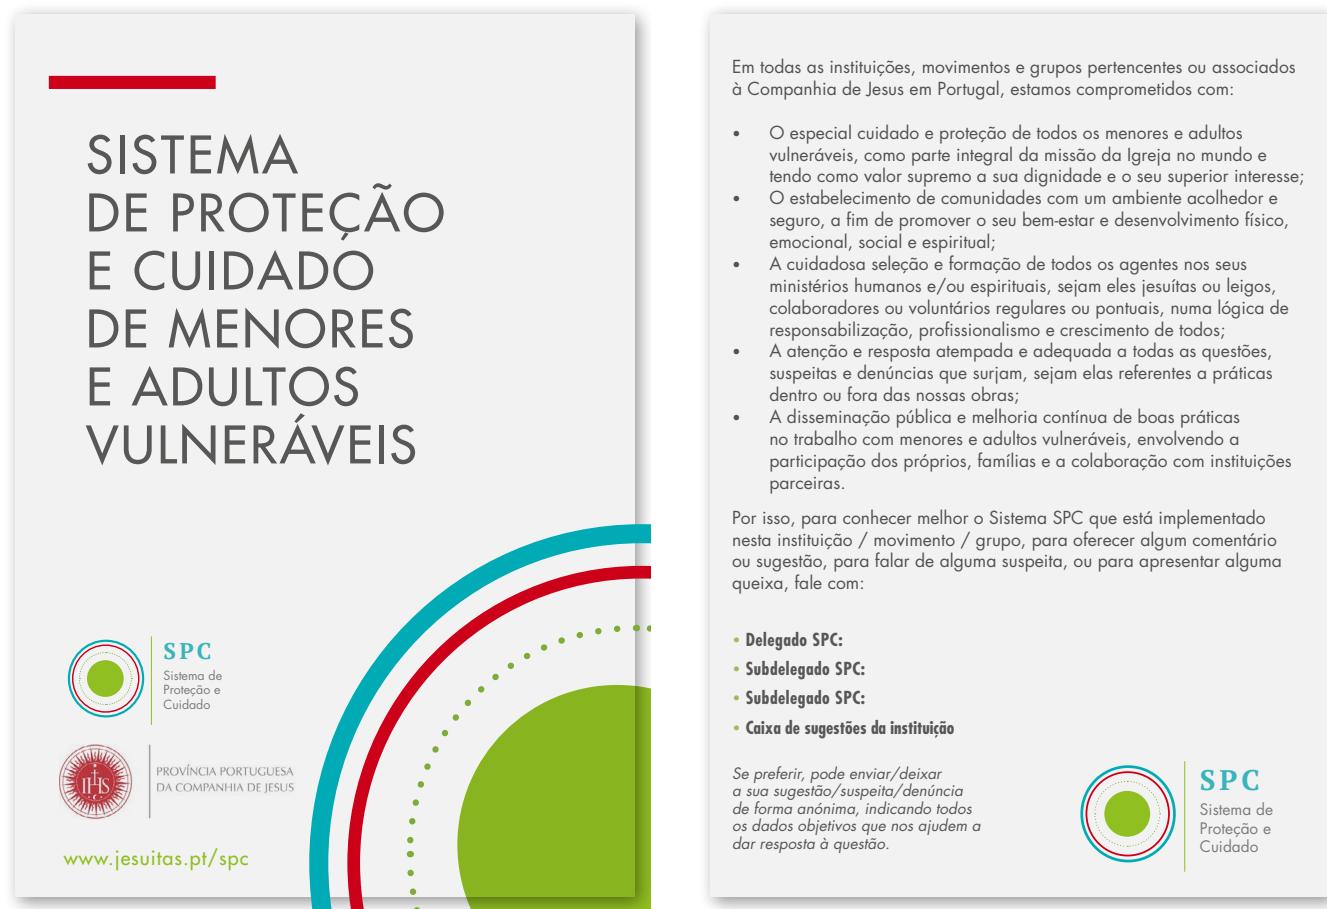 SISTEMA
DE PROTEÇÃO
E CUIDADO
DE MENORES
E ADULTOS
VULNERÁVEIS
SPC
Sistema de
Proteção e
Cuidado
IHS
PROVÍNCIA PORTUGUESA
DA COMPANHIA DE JESUS
www.jesuitas.pt/spc
Em todas as instituições, movimentos e grupos pertencentes ou associados
à Companhia de Jesus em Portugal, estamos comprometidos com:
• O especial cuidado e proteção de todos os menores e adultos
vulneráveis, como parte integral da missão da Igreja no mundo e
tendo como valor supremo a sua dignidade e o seu superior interesse;
• O estabelecimento de comunidades com um ambiente acolhedor e
seguro, a fim de promover o seu bem-estar e desenvolvimento físico,
emocional, social e espiritual;
• A cuidadosa seleção e formação de todos os agentes nos seus
ministérios humanos e/ou espirituais, sejam eles jesuítas ou leigos,
colaboradores ou voluntários regulares ou pontuais, numa lógica de
responsabilização, profissionalismo e crescimento de todos;
• A atenção e resposta atempada e adequada a todas as questões,
suspeitas e denúncias que surjam, sejam elas referentes a práticas
dentro ou fora das nossas obras;
• A disseminação pública e melhoria contínua de boas práticas
no trabalho com menores e adultos vulneráveis, envolvendo a
participação dos próprios, famílias e a colaboração com instituições
parceiras.
Por isso, para conhecer melhor o Sistema SPC que está implementado
nesta instituição / movimento / grupo, para oferecer algum comentário
ou sugestão, para falar de alguma suspeita, ou para apresentar alguma
queixa, fale com:
• Delegado SPC:
• Subdelegado SPC:
• Subdelegado SPC:
• Caixa de sugestões da instituição
Se preferir, pode enviar/deixar
a sua sugestão/suspeita/denúncia
de forma anónima, indicando todos
os dados objetivos que nos ajudem a
dar resposta à questão.
SPC
Sistema de
Proteção e
Cuidado